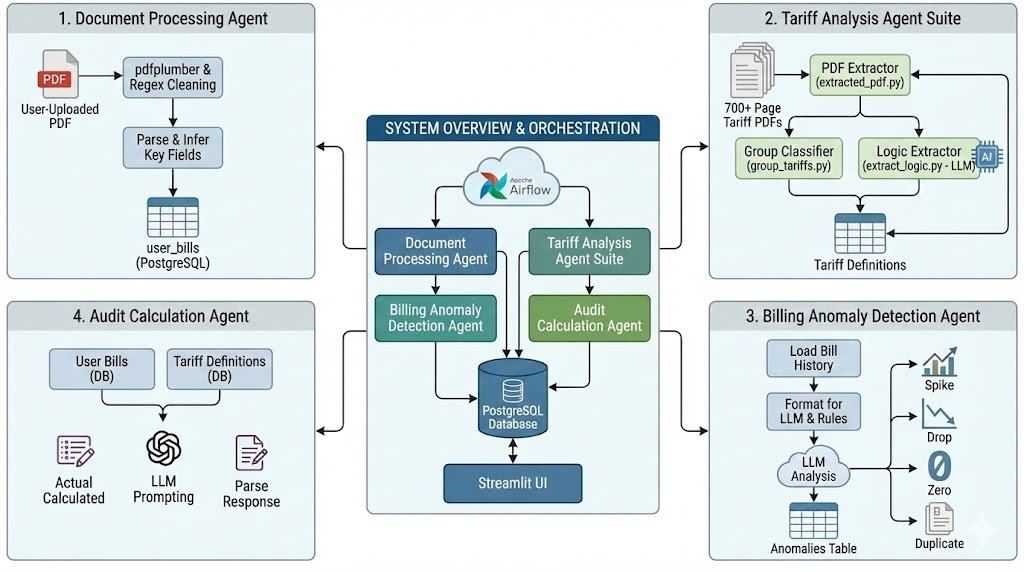 1. Document Processing Agent
PDF
User-Uploaded
PDF
pdfplumber &
Regex Cleaning
Parse & Infer
Key Fields
user_bills
(PostgreSQL)
SYSTEM OVERVIEW & ORCHESTRATION
Apache
Airflow
Document
Processing Agent
Tariff Analysis
Agent Suite
Billing Anomaly
Detection Agent
Audit
Calculation Agent
PostgreSQL
Database
Streamlit UI
2. Tariff Analysis Agent Suite
700+ Page
Tariff PDFs
PDF Extractor
(extracted_pdf.py)
Group Classifier
(group_tariffs.py)
Logic Extractor
(extract_logic.py - LLM)
AI
Tariff Definitions
4. Audit Calculation Agent
User Bills
(DB)
Tariff Definitions
(DB)
Actual
Calculated
LLM
Prompting
Parse
Response
3. Billing Anomaly Detection Agent
Load Bill
History
Format for
LLM & Rules
LLM
Analysis
Anomalies Table
Spike
Drop
0
Zero
Duplicate